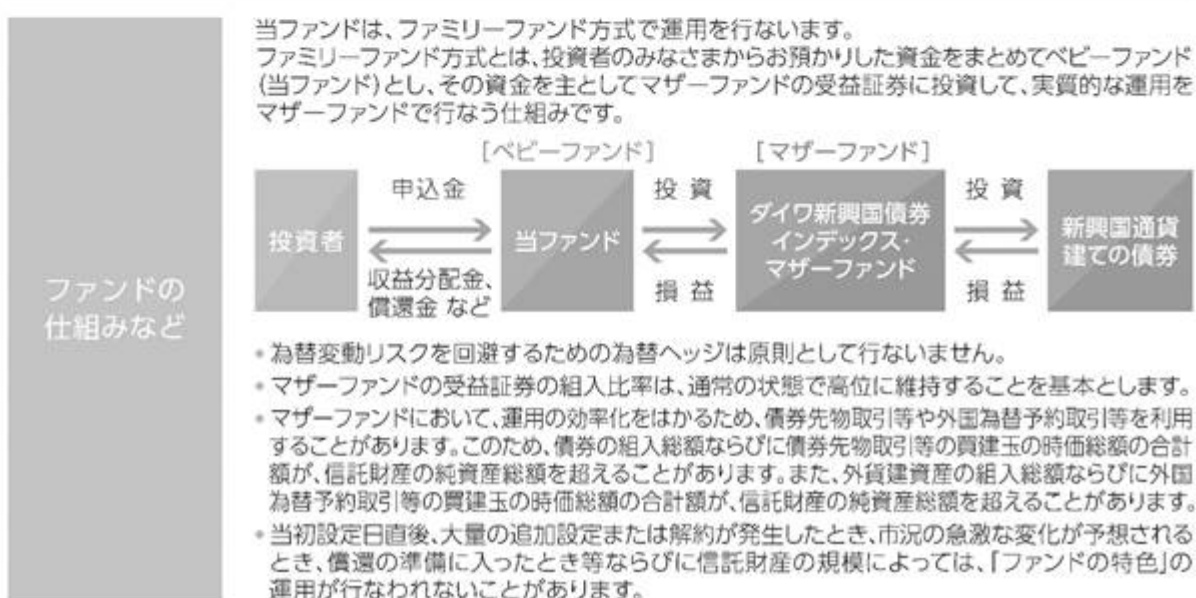 当ファンドは、ファミリーファンド方式で運用を行ないます。
ファミリーファンド方式とは、投資者のみなさまからお預かりした資金をまとめてベビーファンド
(当ファンド)とし、その資金を主としてマザーファンドの受益証券に投資して、実質的な運用を
マザーファンドで行なう仕組みです。
[ベビーファンド]
[マザーファンド]
投資者
申込金
収益分配金、
償還金 など
当ファンド
投 資
損 益
ダイワ新興国債券
インデックス・
マザーファンド
投 資
損 益
新興国通貨
建ての債券
ファンドの
仕組みなど
• 為替変動リスクを回避するための為替ヘッジは原則として行ないません。
• マザーファンドの受益証券の組入比率は、通常の状態で高位に維持することを基本とします。
• マザーファンドにおいて、運用の効率化をはかるため、債券先物取引等や外国為替予約取引等を利用
することがあります。このため、債券の組入総額ならびに債券先物取引等の買建玉の時価総額の合計
額が、信託財産の純資産総額を超えることがあります。また、外貨建資産の組入総額ならびに外国
為替予約取引等の買建玉の時価総額の合計額が、信託財産の純資産総額を超えることがあります。
• 当初設定日直後、大量の追加設定または解約が発生したとき、市況の急激な変化が予想される
とき、償還の準備に入ったとき等ならびに信託財産の規模によっては、「ファンドの特色」の
運用が行なわれないことがあります。